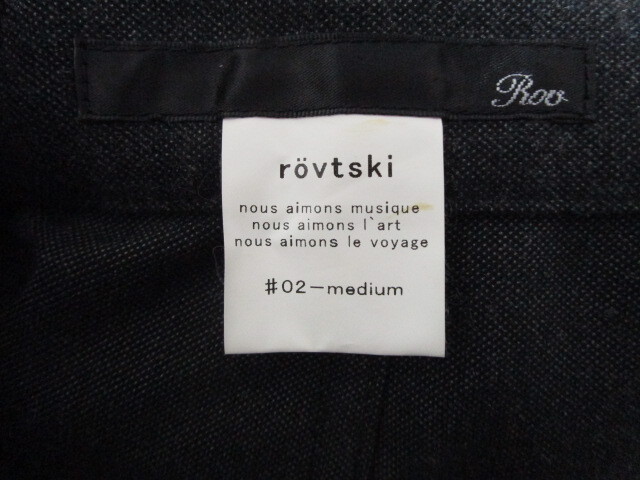 Rov
rövtski
nous aimons musique
nous aimons l`art
nous aimons le voyage
♯02－medium